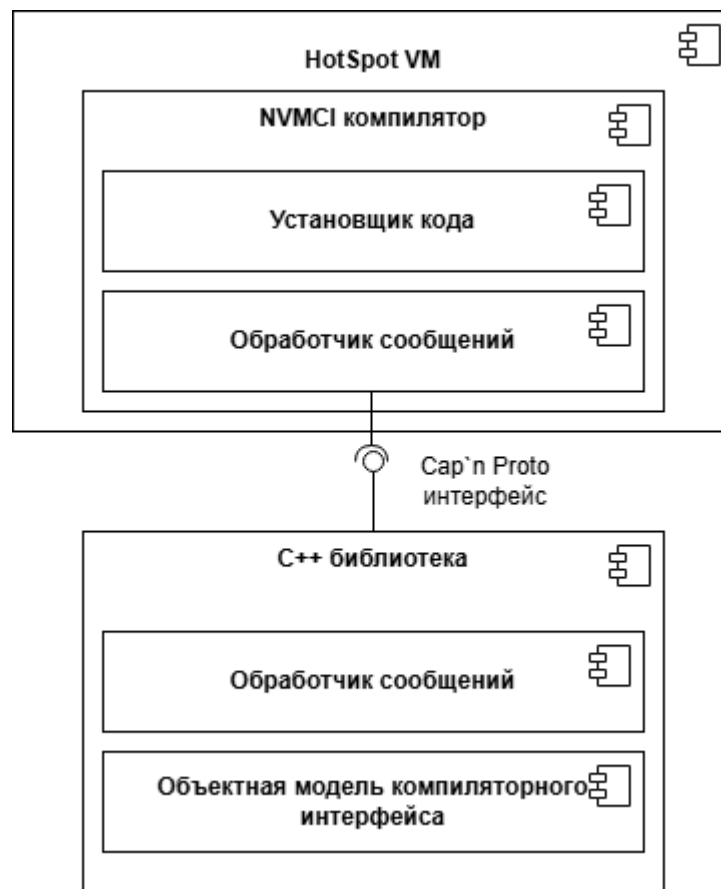 HotSpot VM
NVMCI компилятор
Установщик кода
Обработчик сообщений
Cap`n Proto
интерфейс
C++ библиотека
Обработчик сообщений
Объектная модель компиляторного
интерфейса